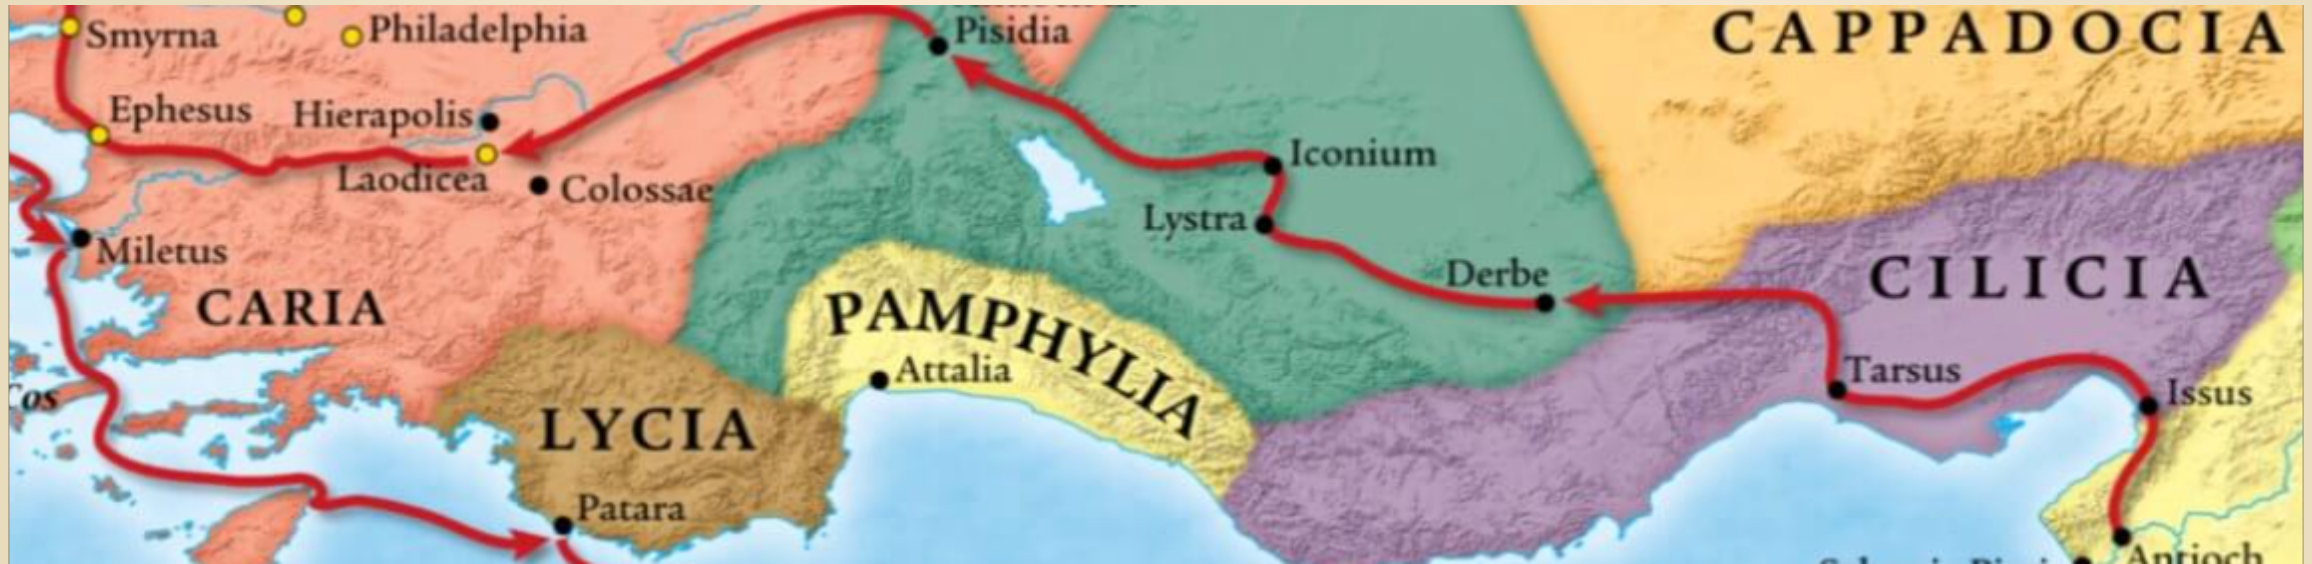 Pisidia
CAPPADOCIA
Smyrna
Philadelphia
Ephesus
Hierapolis
Iconium
Laodicea
Colossae
Lystra
Miletus
Derbe
CILICIA
CARIA
PAMPHYLIA
Attalia
Tarsus
Issus
os
LYCIA
Patara
Antioch